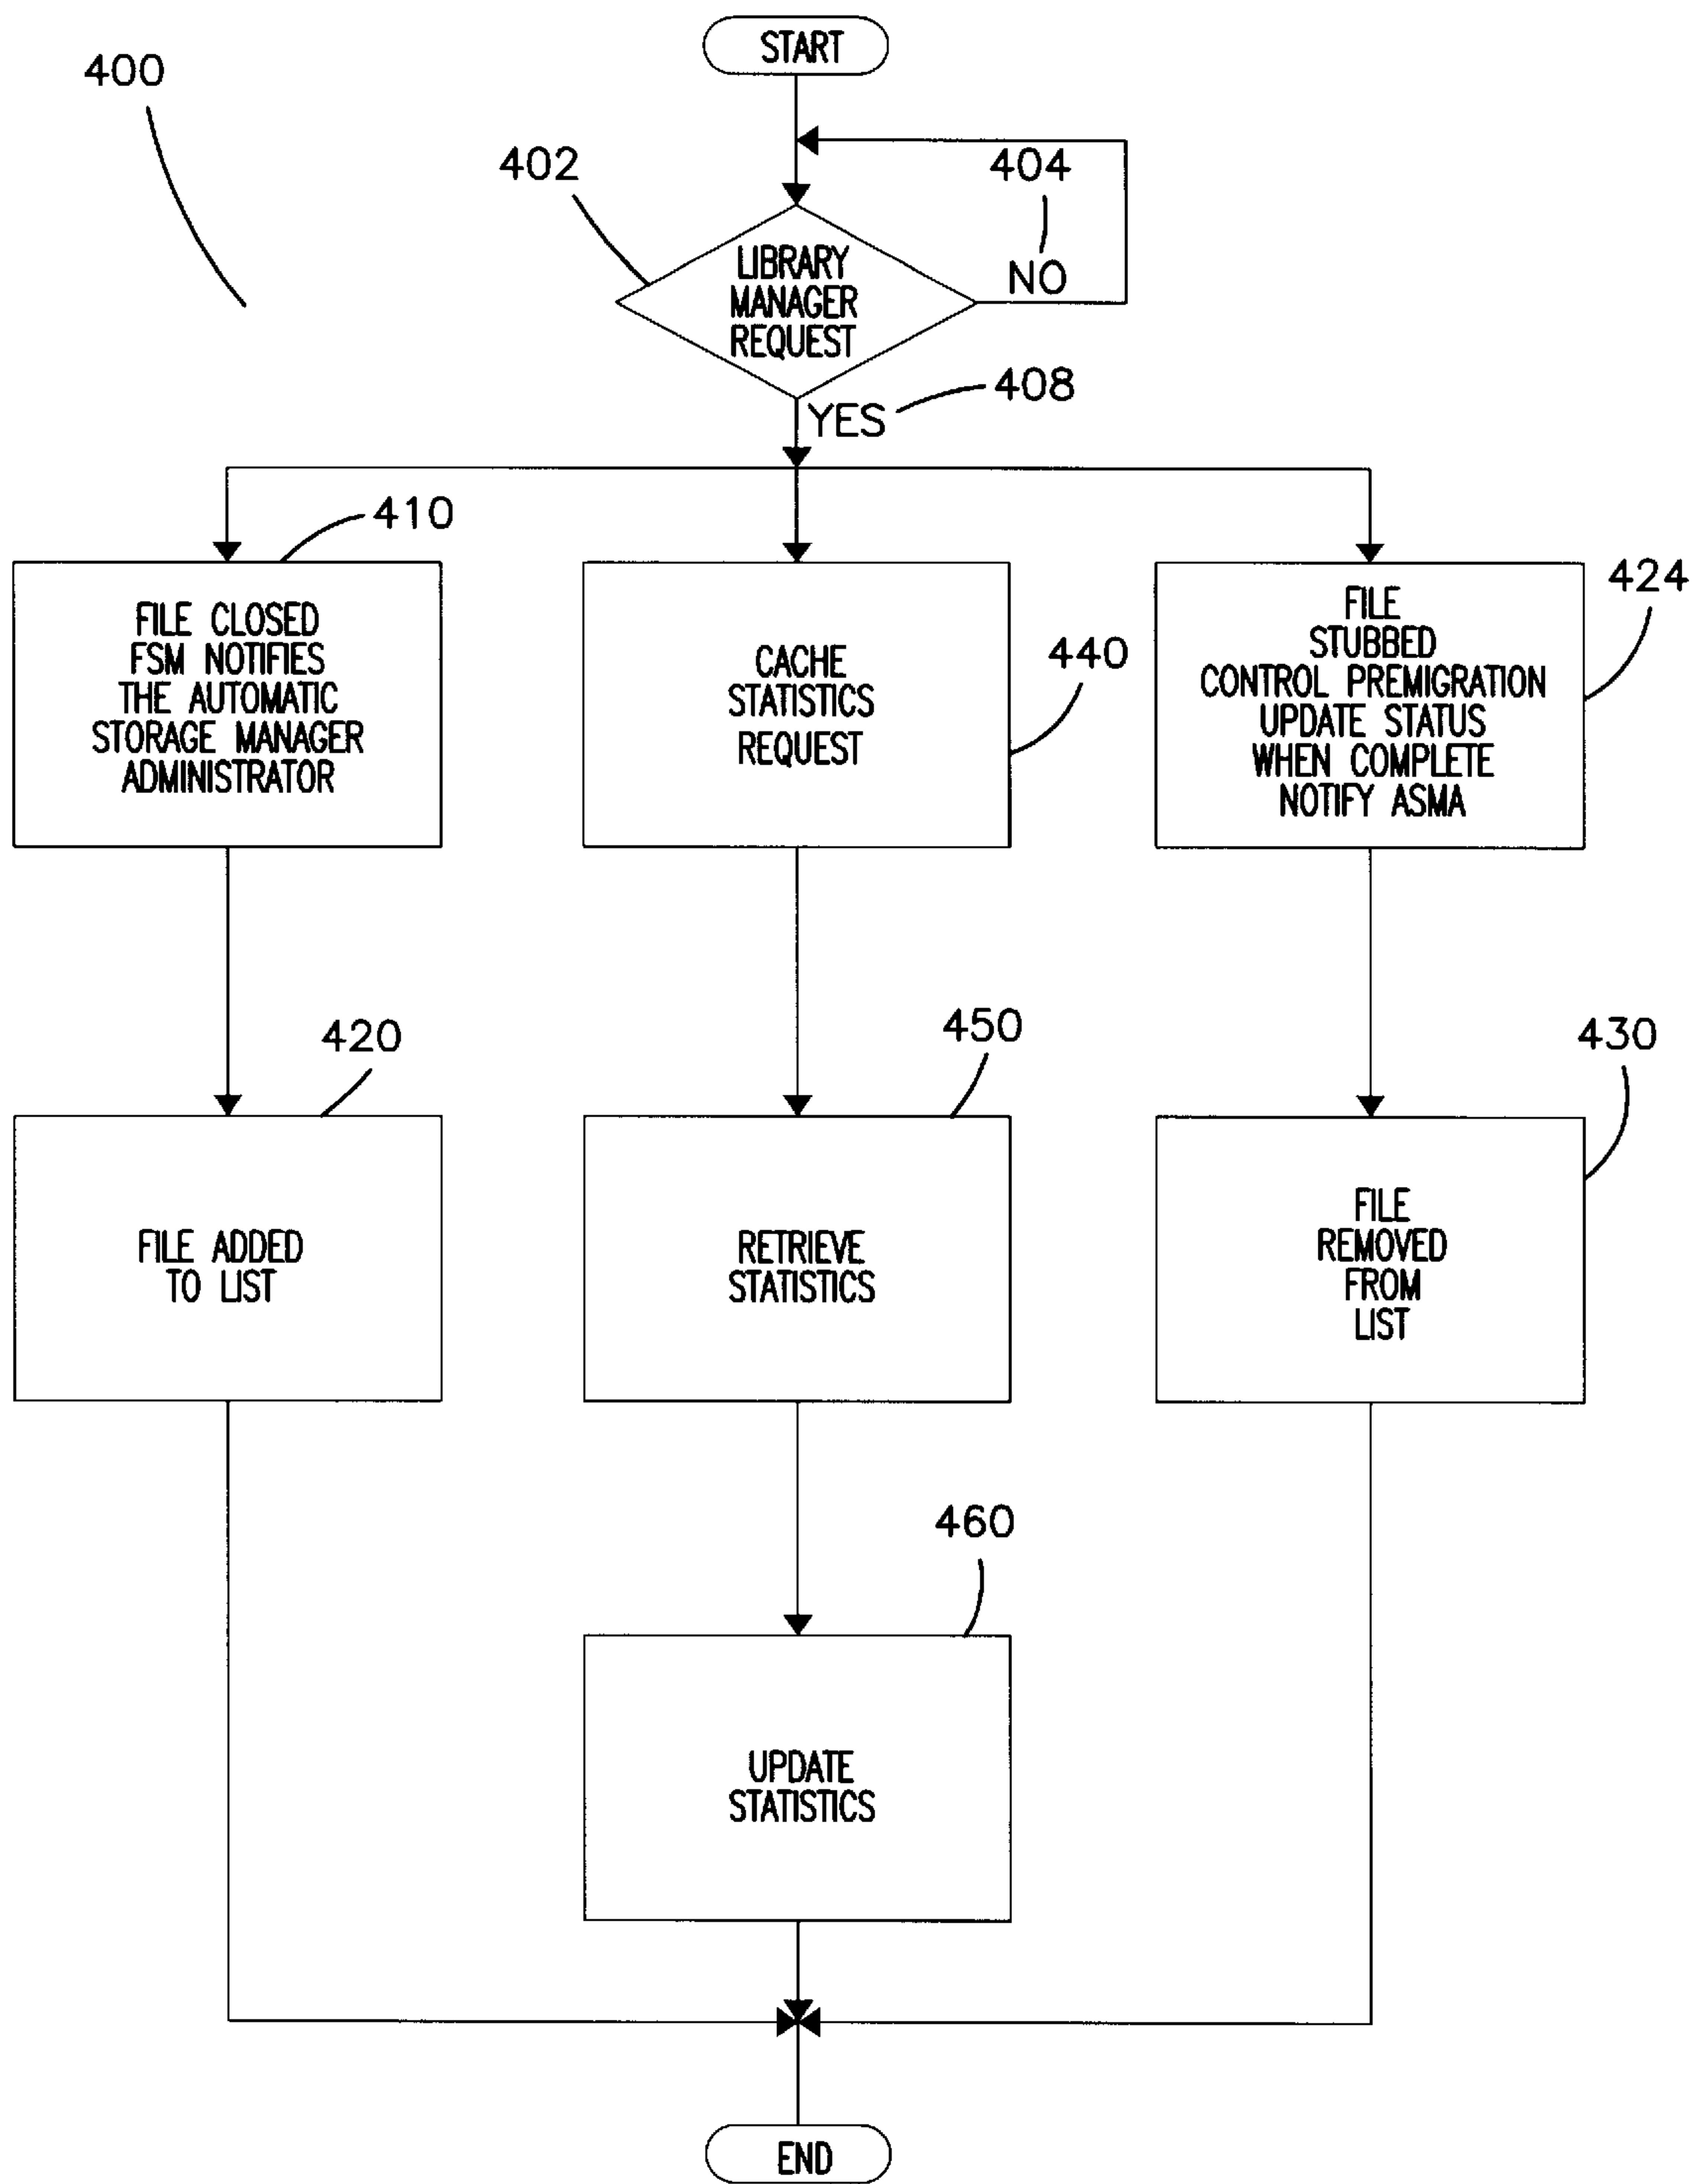 START
400
402
404
LIBRARY
MANAGER
REQUEST
NO
408
YES
410
FILE CLOSED
FSM NOTIFIES
THE AUTOMATIC
STORAGE MANAGER
ADMINISTRATOR
CACHE
STATISTICS
REQUEST
440
FILE
STUBBED
CONTROL PREMIGRATION
UPDATE STATUS
WHEN COMPLETE
NOTIFY ASMA
424
420
FILE ADDED
TO LIST
450
RETRIEVE
STATISTICS
430
FILE
REMOVED
FROM
LIST
460
UPDATE
STATISTICS
END